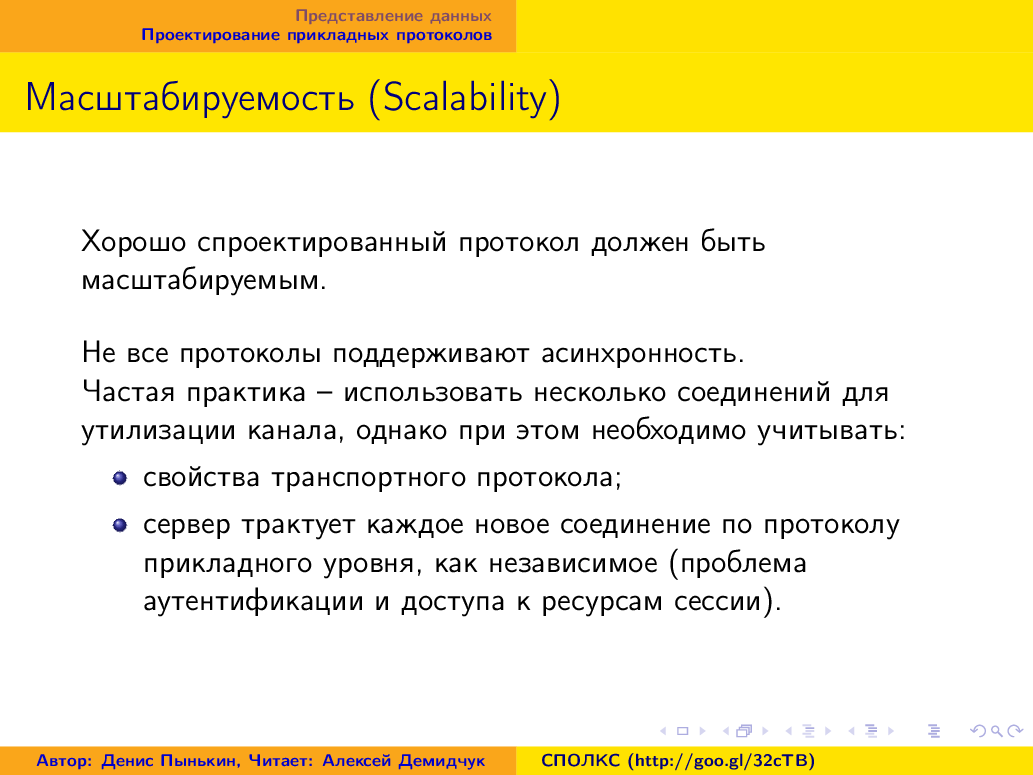 Представление данных
Проектирование прикладных протоколов
Масштабируемость (Scalability)
Хорошо спроектированный протокол должен быть
масштабируемым.
Не все протоколы поддерживают асинхронность.
Частая практика – использовать несколько соединений для
утилизации канала, однако при этом необходимо учитывать:
свойства транспортного протокола;
сервер трактует каждое новое соединение по протоколу
прикладного уровня, как независимое (проблема
аутентификации и доступа к ресурсам сессии).
Автор: Денис Пынькин, Читает: Алексей Демидчук
СПОЛКС (http://goo.gl/32cTB)